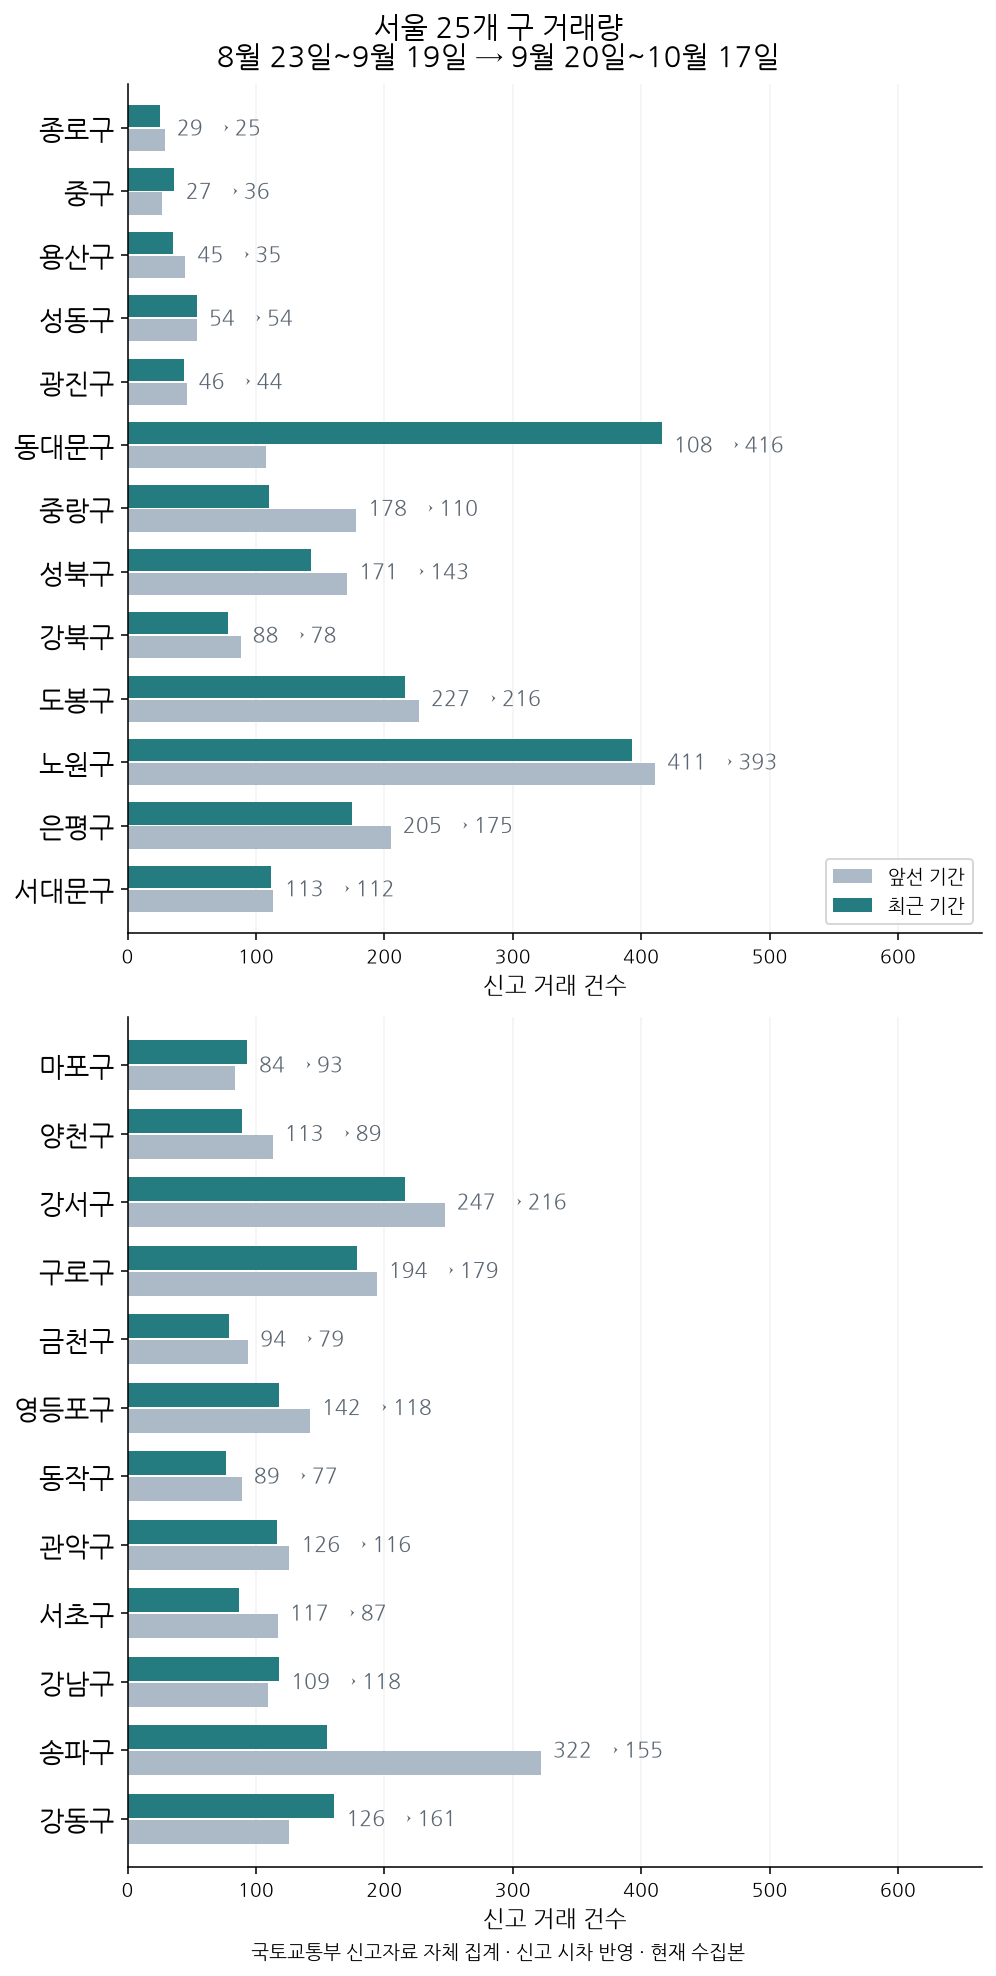 서울 25개 구 거래량
8월 23일~9월 19일 → 9월 20일~10월 17일
종로구 29 → 25
중구 27 → 36
용산구 45 → 35
성동구 54 → 54
광진구 46 → 44
동대문구 108 → 416
중랑구 178 → 110
성북구 171 → 143
강북구 88 → 78
도봉구 227 → 216
노원구 411 → 393
은평구 205 → 175
서대문구 113 → 112
앞선 기간
최근 기간
0 100 200 300 400 500 600
신고 거래 건수
마포구 84 → 93
양천구 113 → 89
강서구 247 → 216
구로구 194 → 179
금천구 94 → 79
영등포구 142 → 118
동작구 89 → 77
관악구 126 → 116
서초구 117 → 87
강남구 109 → 118
송파구 322 → 155
강동구 126 → 161
0 100 200 300 400 500 600
신고 거래 건수
국토교통부 신고자료 자체 집계 · 신고 시차 반영 · 현재 수집본